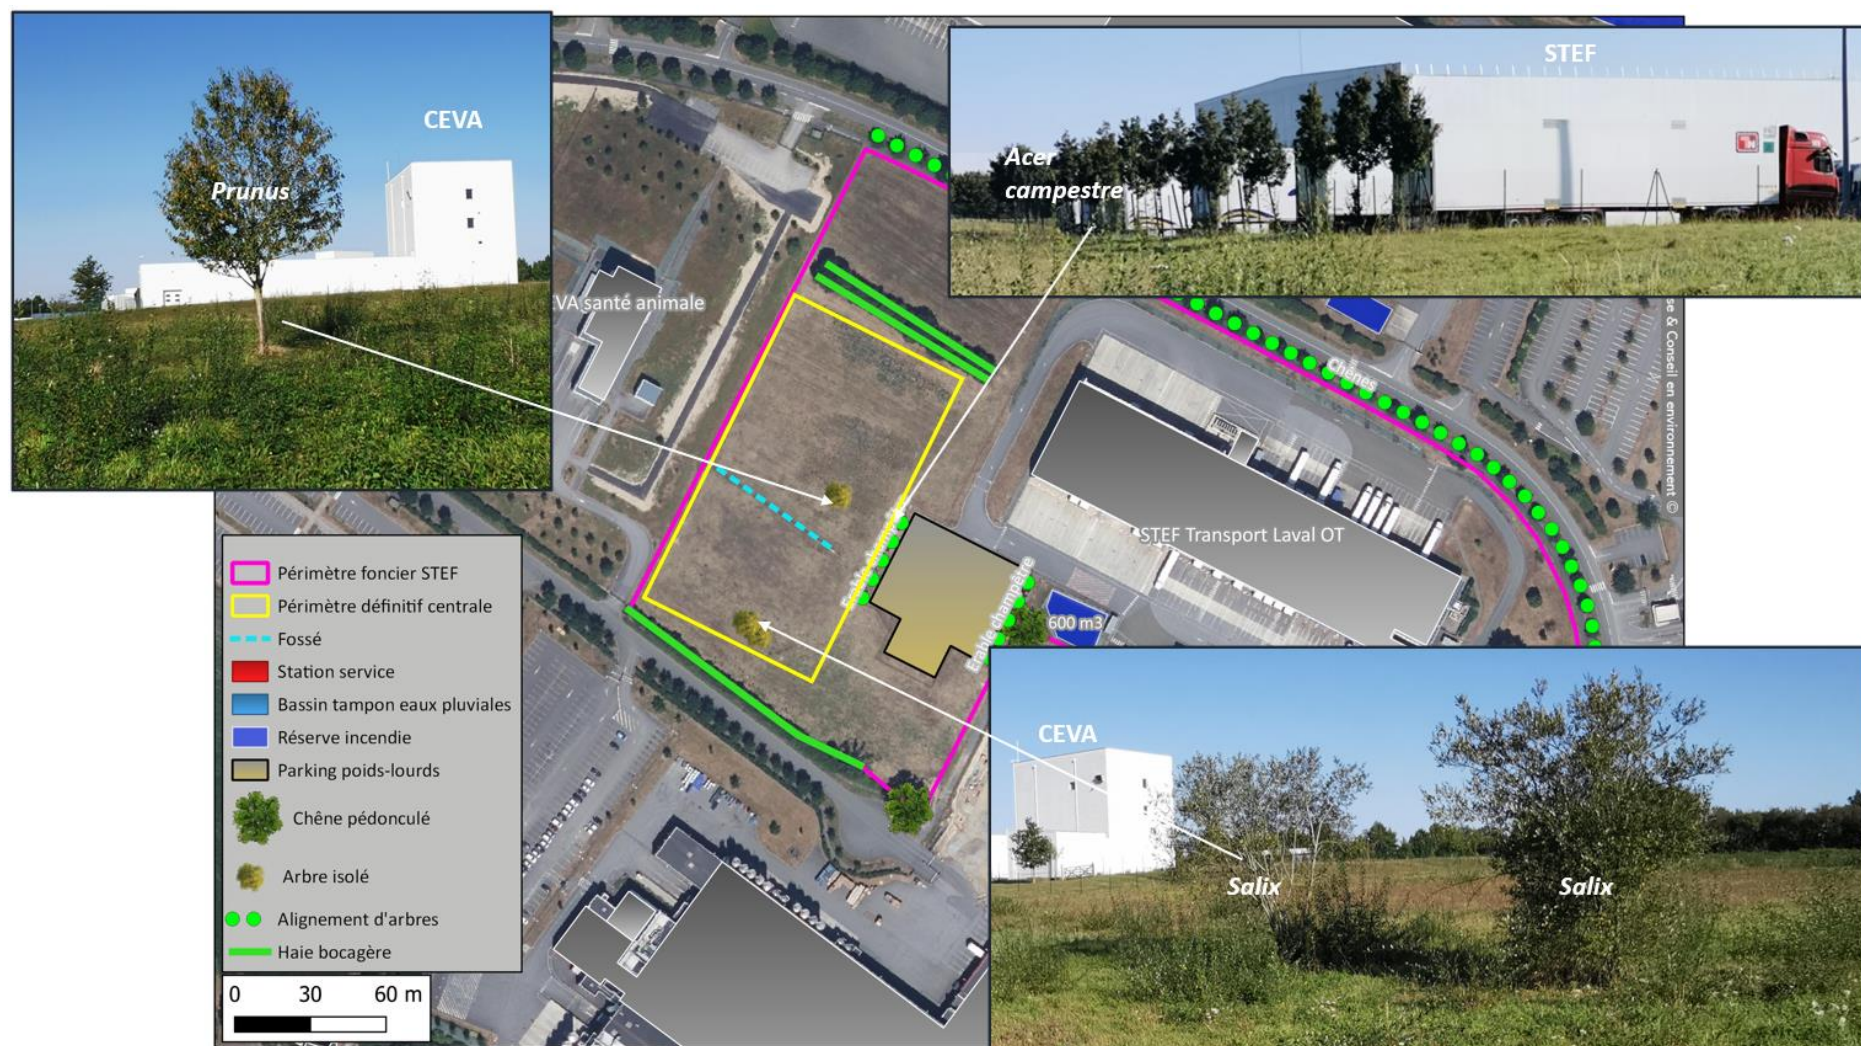 CEVA
Prunus
STEF
Acer
campestre
VA santé animale
Chênes
se & Conseil en environnement ©
STEF Transport Laval OT
Erable champêtre
600 m3
Périmètre foncier STEF
Périmètre définitif centrale
Fossé
Station service
Bassin tampon eaux pluviales
Réserve incendie
Parking poids-lourds
Chêne pédonculé
Arbre isolé
Alignement d'arbres
Haie bocagère
0 30 60 m
CEVA
Salix
Salix